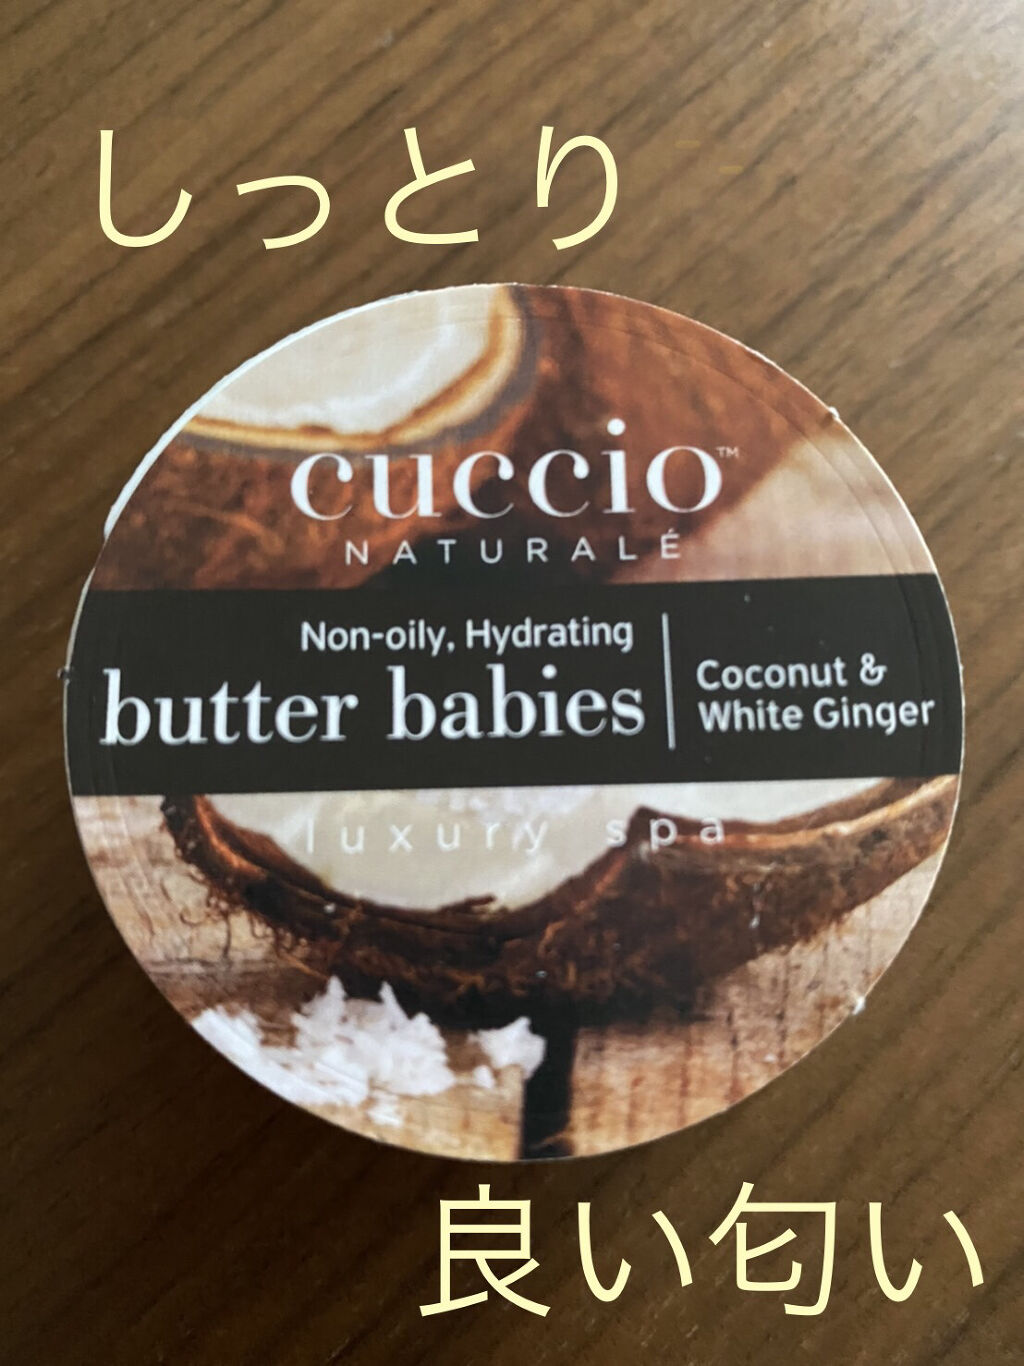 しっとり
cuccio™
NATURALÉ
Non-oily, Hydrating
butter babies
Coconut &
White Ginger
luxury spa
良い匂い